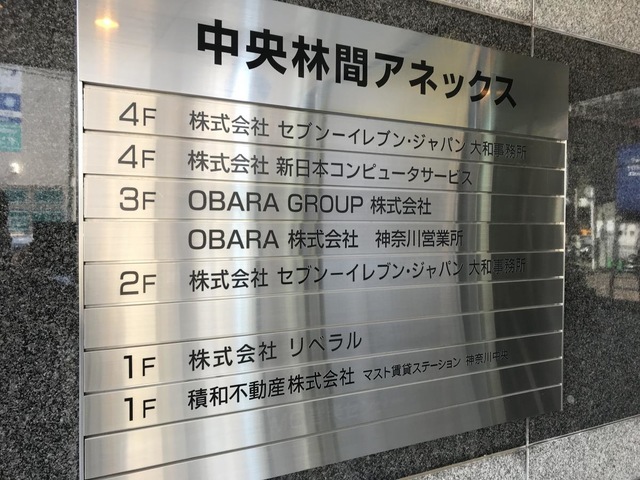 中央林間アネックス
4F 株式会社 セブン-イレブン・ジャパン 大和事務所
4F 株式会社 新日本コンピュータサービス
3F OBARA GROUP 株式会社
OBARA 株式会社 神奈川営業所
2F 株式会社 セブン-イレブン・ジャパン 大和事務所
1F 株式会社 リベラル
1F 積和不動産株式会社 マスト賃貸ステーション 神奈川中央